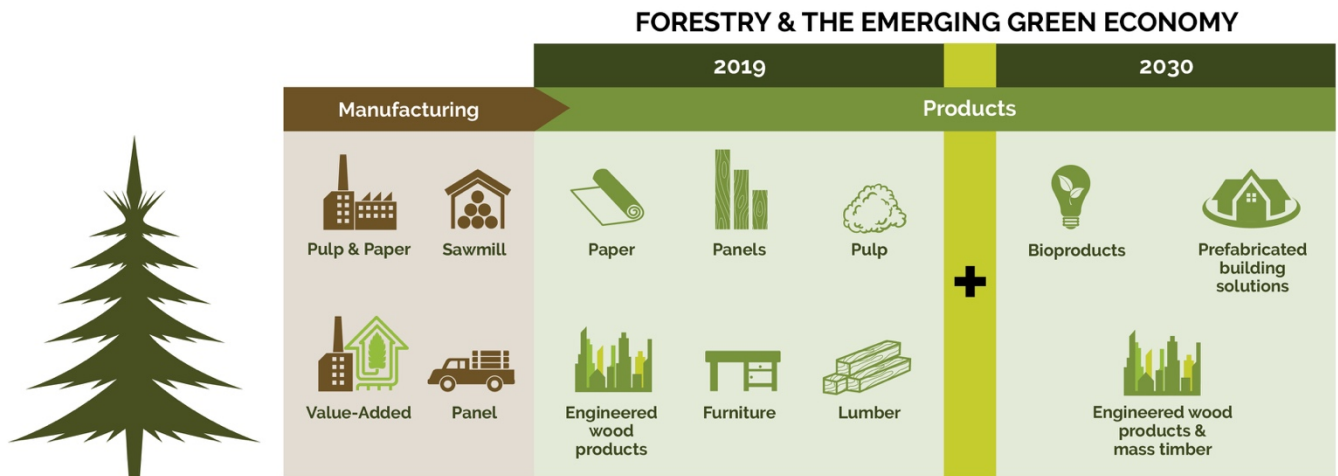 FORESTRY & THE EMERGING GREEN ECONOMY
2019
2030
Manufacturing
Products
Pulp & Paper
Sawmill
Paper
Panels
Pulp
+
Bioproducts
Prefabricated
building
solutions
Value-Added
Panel
Engineered
wood
products
Furniture
Lumber
Engineered wood
products &
mass timber